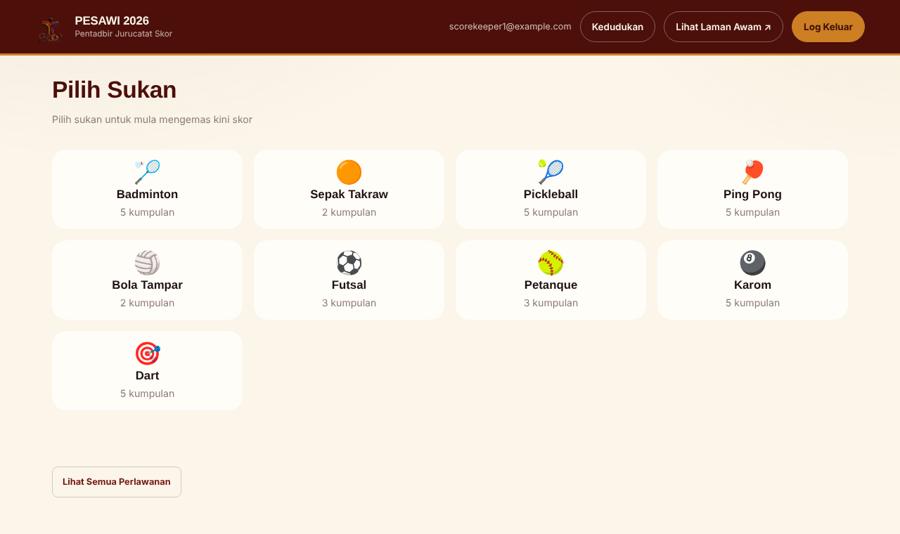 PESAWI 2026
Pentadbir Jurucatat Skor
scorekeeper1@example.com
Kedudukan
Lihat Laman Awam ↗
Log Keluar
Pilih Sukan
Pilih sukan untuk mula mengemas kini skor
Badminton
5 kumpulan
Sepak Takraw
2 kumpulan
Pickleball
5 kumpulan
Ping Pong
5 kumpulan
Bola Tampar
2 kumpulan
Futsal
3 kumpulan
Petanque
3 kumpulan
8
Karom
5 kumpulan
Dart
5 kumpulan
Lihat Semua Perlawanan